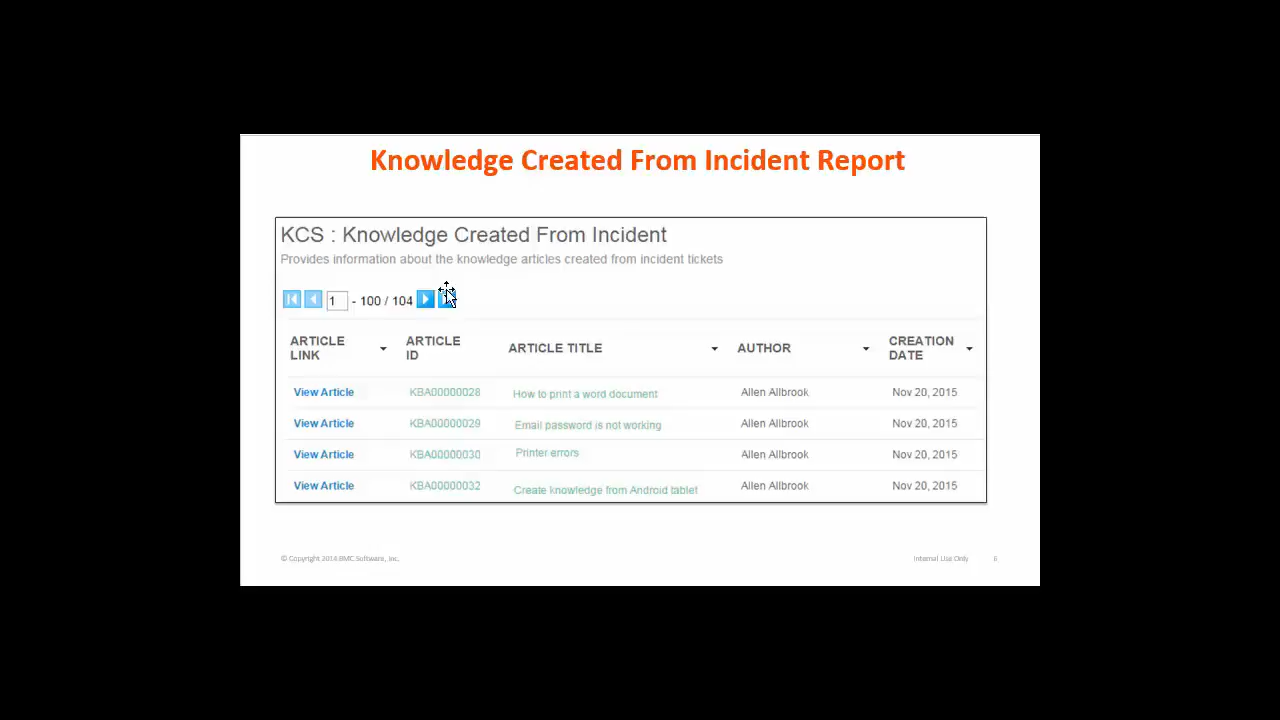 Knowledge Created From Incident Report
KCS : Knowledge Created From Incident
Provides information about the knowledge articles created from incident tickets
1 - 100 / 104
ARTICLE LINK ARTICLE ID ARTICLE TITLE AUTHOR CREATION DATE
View Article KBA00000028 How to print a word document Allen Allbrook Nov 20, 2015
View Article KBA00000029 Email password is not working Allen Allbrook Nov 20, 2015
View Article KBA00000030 Printer errors Allen Allbrook Nov 20, 2015
View Article KBA00000032 Create knowledge from Android tablet Allen Allbrook Nov 20, 2015
© Copyright 2014 BMC Software, Inc. Internal Use Only 6